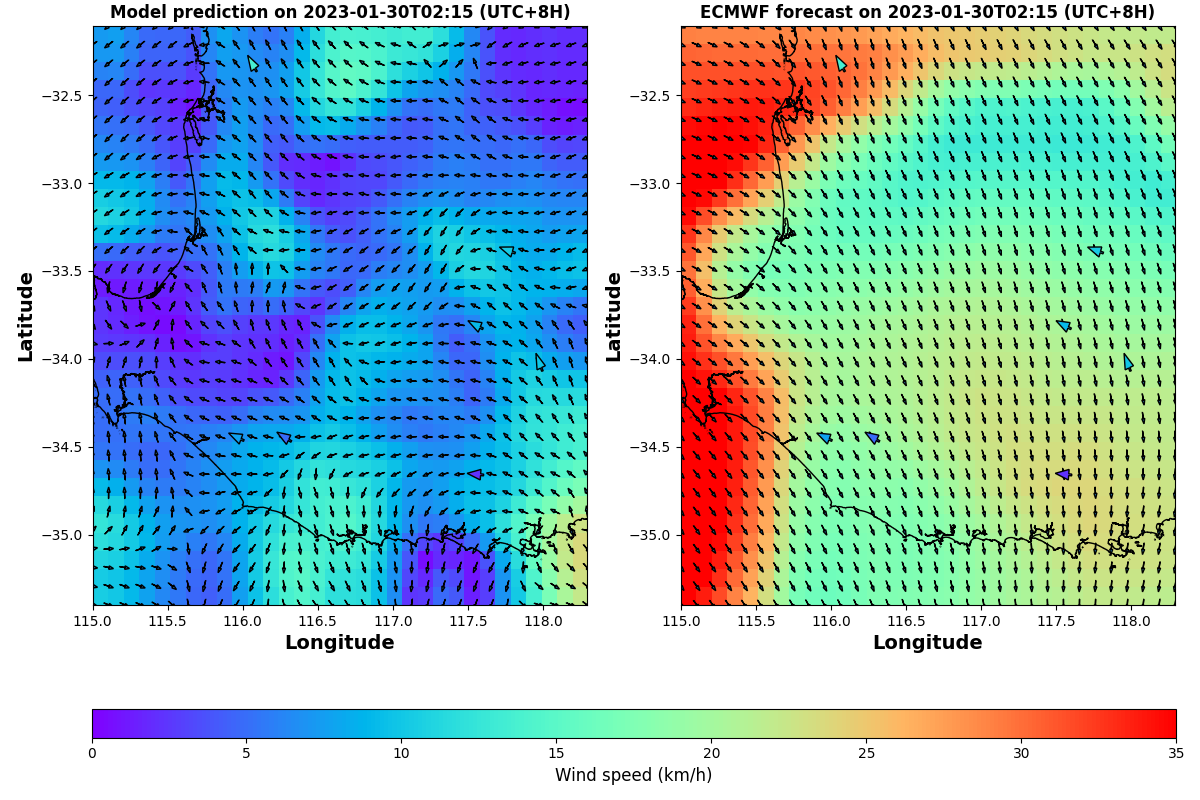 Model prediction on 2023-01-30T02:15 (UTC+8H)
ECMWF forecast on 2023-01-30T02:15 (UTC+8H)
Latitude
−32.5
−33.0
−33.5
−34.0
−34.5
−35.0
115.0 115.5 116.0 116.5 117.0 117.5 118.0
Longitude
Latitude
−32.5
−33.0
−33.5
−34.0
−34.5
−35.0
115.0 115.5 116.0 116.5 117.0 117.5 118.0
Longitude
0 5 10 15 20 25 30 35
Wind speed (km/h)